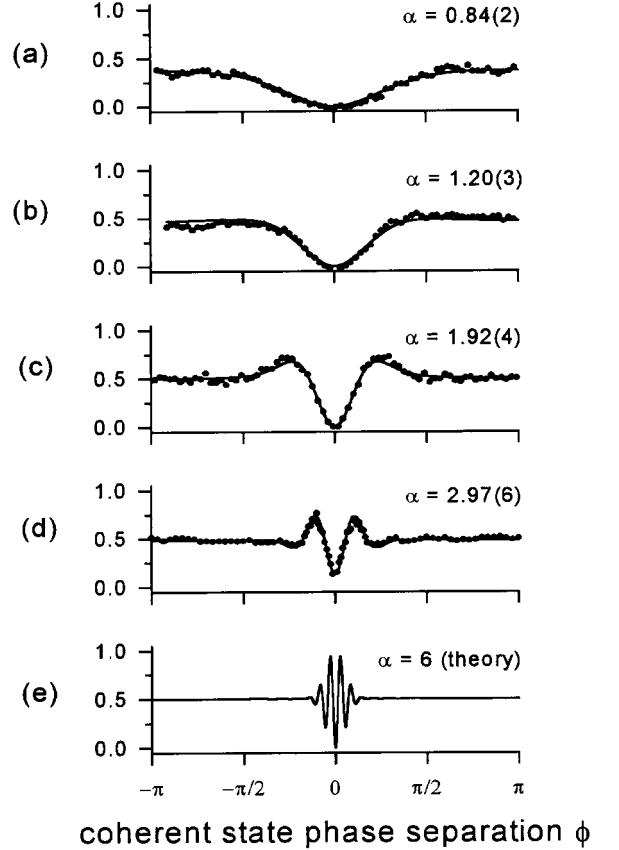 (a)
1.0
0.5
0.0
α = 0.84(2)
(b)
1.0
0.5
0.0
α = 1.20(3)
(c)
1.0
0.5
0.0
α = 1.92(4)
(d)
1.0
0.5
0.0
α = 2.97(6)
(e)
1.0
0.5
0.0
α = 6 (theory)
−π −π/2 0 π/2 π
coherent state phase separation ϕ